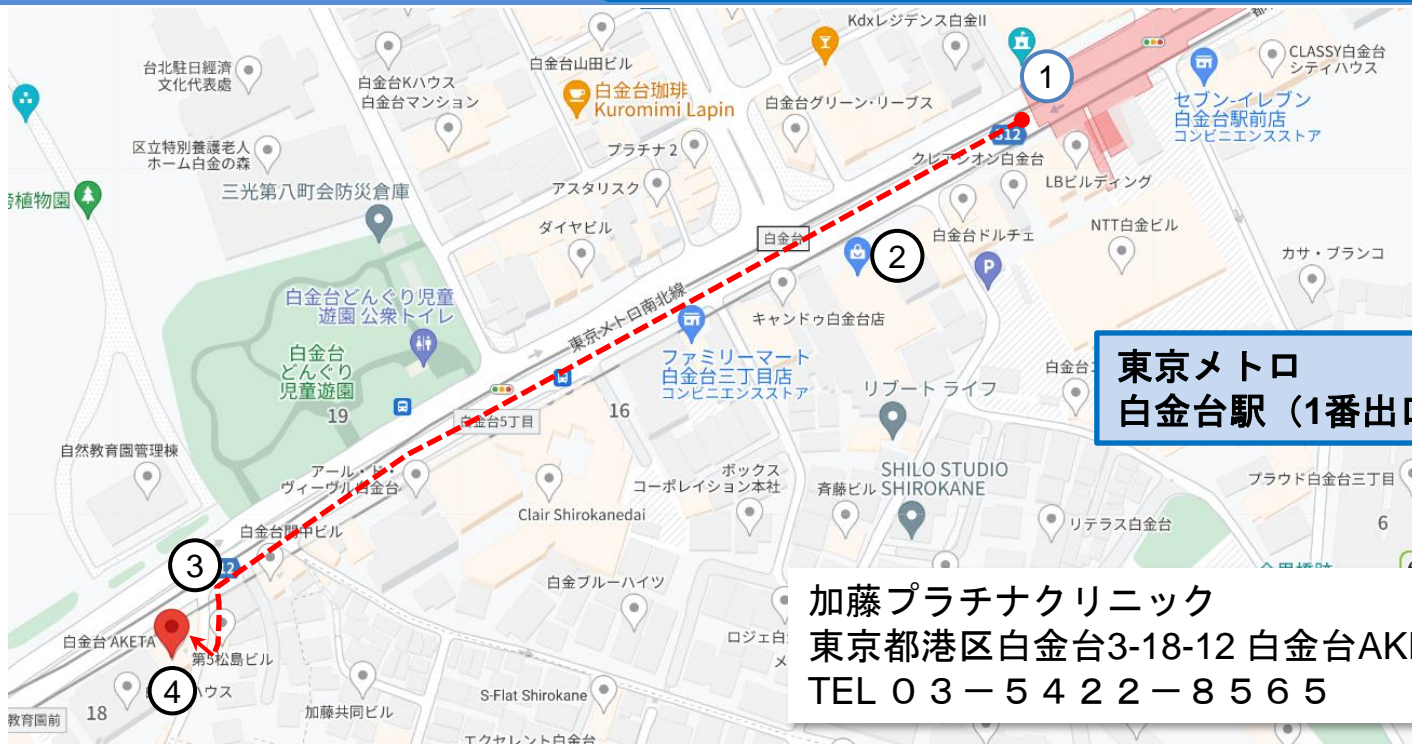 Kdxレジデンス白金II
台北駐日經濟
文化代表處
白金台Kハウス
白金台マンション
白金台山田ビル
白金台珈琲
Kuromimi Lapin
白金台グリーン・リーブス
1
CLASSY白金台
シティハウス
セブン-イレブン
白金台駅前店
コンビニエンスストア
312
区立特別養護老人
ホーム白金の森
三光第八町会防災倉庫
プラチナ2
アスタリスク
ダイヤビル
クレアシオン白金台
LBビルディング
植物園
白金台
2
白金台ドルチェ
P
NTT白金ビル
カサ・ブランコ
白金台どんぐり児童
遊園 公衆トイレ
東京メトロ南北線
キャンドゥ白金台店
白金台
どんぐり
児童遊園
19
ファミリーマート
白金台三丁目店
コンビニエンスストア
16
白金台5丁目
リブート ライフ
白金台
東京メトロ
白金台駅（1番出口
自然教育園管理棟
アール・ド・
ヴィーヴル白金台
ボックス
コーポレイション本社
斉藤ビル
SHILO STUDIO
SHIROKANE
プラウド白金台三丁目
Clair Shirokanedai
リテラス白金台
6
白金台間中ビル
3
12
白金ブルーハイツ
白金台 AKETA
第5松島ビル
4
ハウス
ロジェ白
加藤プラチナクリニック
東京都港区白金台3-18-12 白金台AK
TEL ０３－５４２２－８５６５
教育園前
18
加藤共同ビル
S-Flat Shirokane
エクセレント白金台